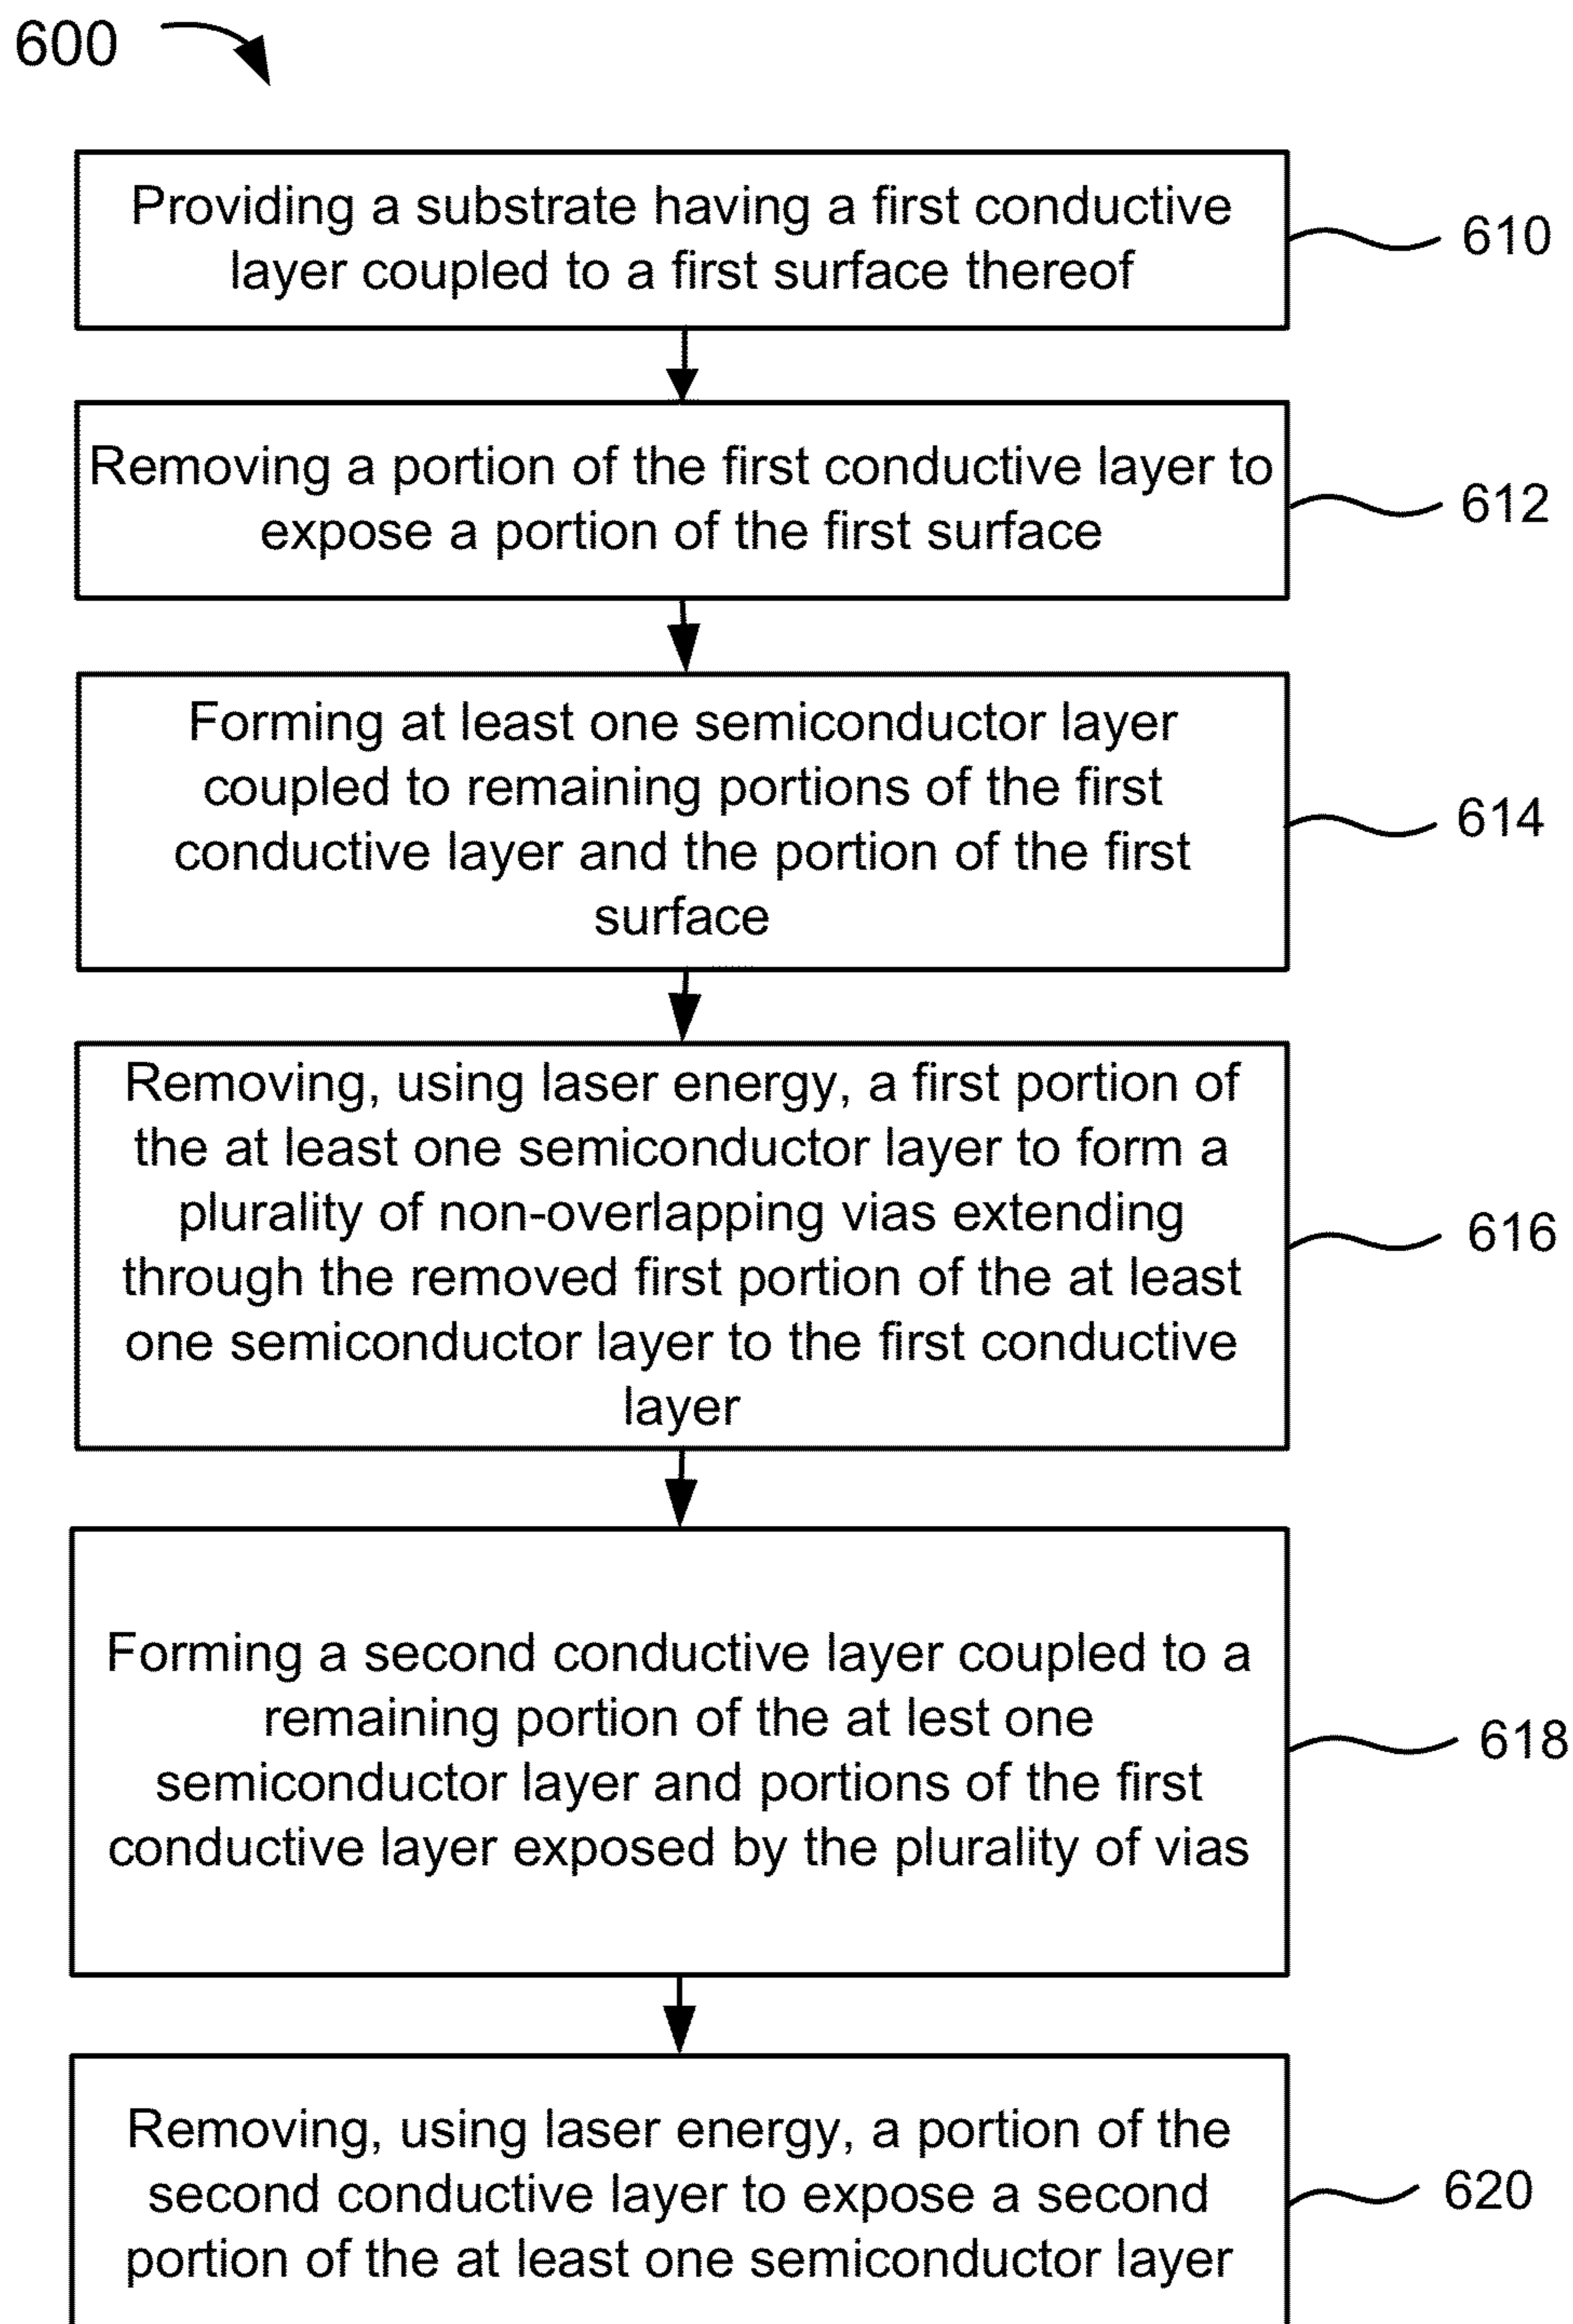 600
Providing a substrate having a first conductive
layer coupled to a first surface thereof
610
Removing a portion of the first conductive layer to
expose a portion of the first surface
612
Forming at least one semiconductor layer
coupled to remaining portions of the first
conductive layer and the portion of the first
surface
614
Removing, using laser energy, a first portion of
the at least one semiconductor layer to form a
plurality of non-overlapping vias extending
through the removed first portion of the at least
one semiconductor layer to the first conductive
layer
616
Forming a second conductive layer coupled to a
remaining portion of the at lest one
semiconductor layer and portions of the first
conductive layer exposed by the plurality of vias
618
Removing, using laser energy, a portion of the
second conductive layer to expose a second
portion of the at least one semiconductor layer
620